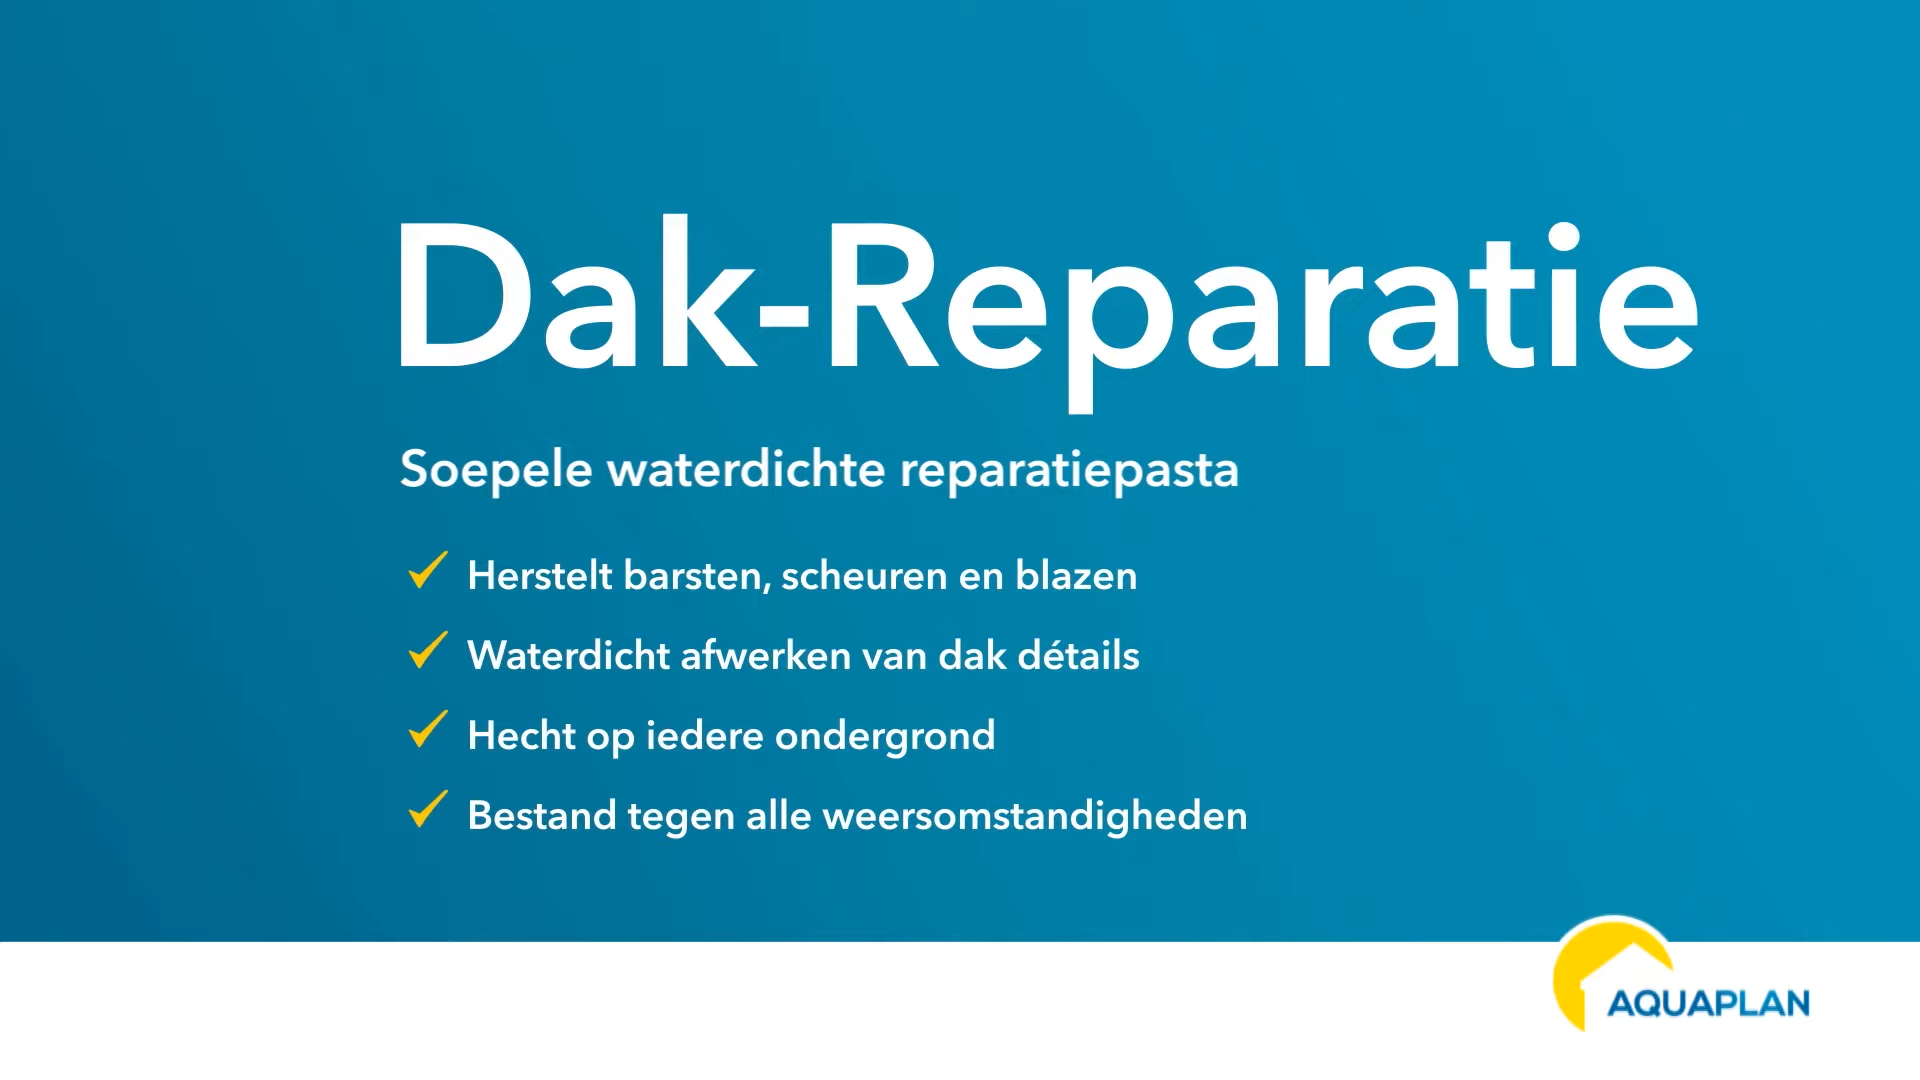 Dak-Reparatie
Soepele waterdichte reparatiepasta
Herstelt barsten, scheuren en blazen
Waterdicht afwerken van dak détails
Hecht op iedere ondergrond
Bestand tegen alle weersomstandigheden
AQUAPLAN